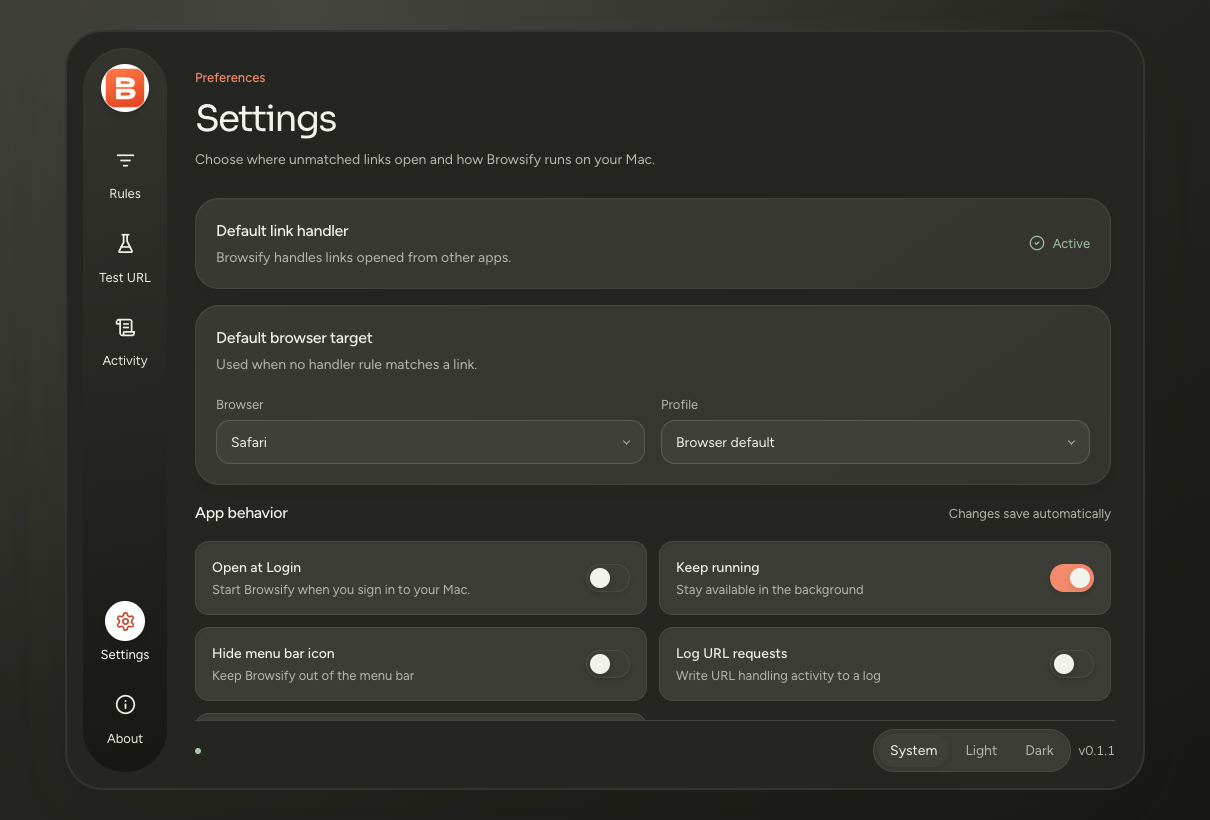 B
Preferences
Settings
Choose where unmatched links open and how Browsify runs on your Mac.
Rules
Test URL
Activity
Settings
About
Default link handler
Browsify handles links opened from other apps.
Active
Default browser target
Used when no handler rule matches a link.
Browser
Profile
Safari
Browser default
App behavior
Changes save automatically
Open at Login
Start Browsify when you sign in to your Mac.
Keep running
Stay available in the background
Hide menu bar icon
Keep Browsify out of the menu bar
Log URL requests
Write URL handling activity to a log
System
Light
Dark
v0.1.1